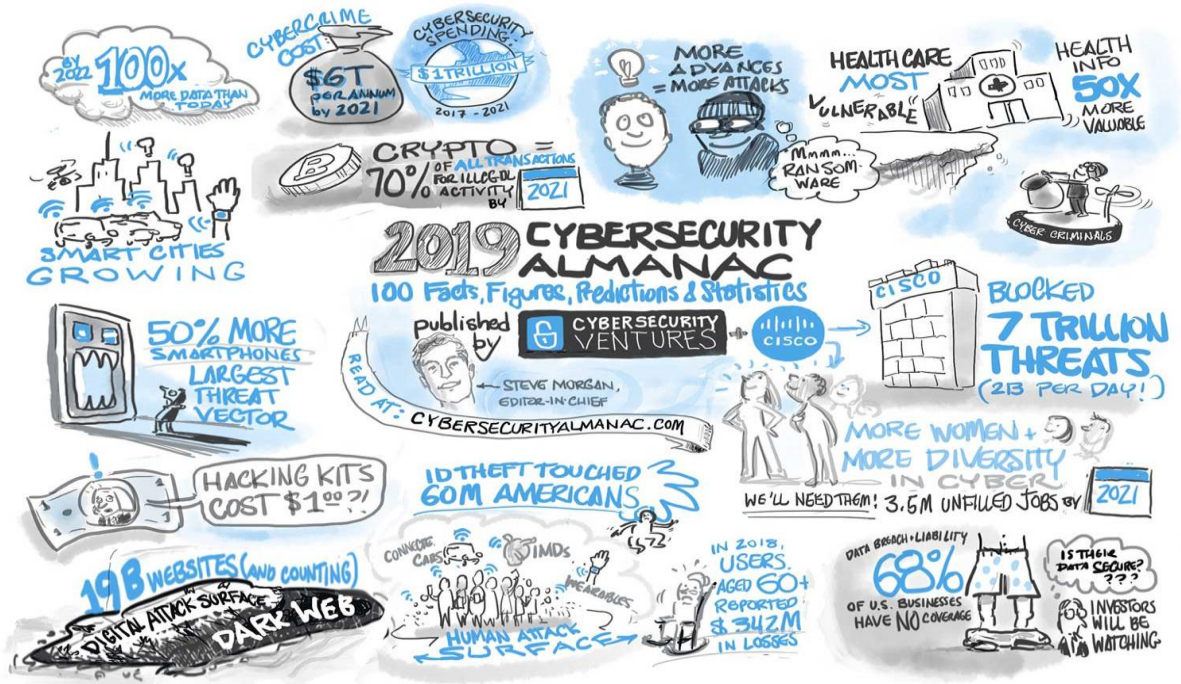 BY
2022 100x
MORE DATA THAN
TODAY
CYBERCRIME
COST:
$6T
per ANNUM
by 2021
CYBERSECURITY
SPENDING:
$1TRILLION
2017 - 2021
CRYPTO =
70% OF ALL TRANSACTIONS
FOR ILLEGAL
ACTIVITY
BY
2021
MORE
ADVANCES
= MORE ATTACKS
Mmmm...
RANSOM
WARE
HEALTH CARE
MOST
VULNERABLE
HEALTH
INFO
50X
MORE
VALUABLE
CYBER CRIMINALS
SMART CITIES
GROWING
2019 CYBERSECURITY
ALMANAC
100 Facts, Figures, Predictions & Statistics
published
by
CYBERSECURITY
VENTURES
+
CISCO
STEVE MORGAN,
EDITOR-IN-CHIEF
READ AT:
CYBERSECURITYALMANAC.COM
CISCO
BLOCKED
7 TRILLION
THREATS
(213 PER DAY!)
50% MORE
SMARTPHONES
LARGEST
THREAT
VECTOR
MORE WOMEN +
MORE DIVERSITY
IN CYBER
WE'LL NEED THEM! 3.5M UNFILLED JOBS BY
2021
!
HACKING KITS
COST $1⁰⁰?!
ID THEFT TOUCHED
60M AMERICANS
19B WEBSITES (AND COUNTING)
DIGITAL ATTACK SURFACE
DARK WEB
CONNECTE
CARS
IMDs
WEARABLES
HUMAN ATTACK
SURFACE
IN 2018,
USERS
AGED 60+
REPORTED
$342M
IN LOSSES
DATA BREACH • LIABILITY
68%
OF U.S. BUSINESSES
HAVE NO COVERAGE
IS THEIR
DATA SECURE?
???
INVESTORS
WILL BE
WATCHING